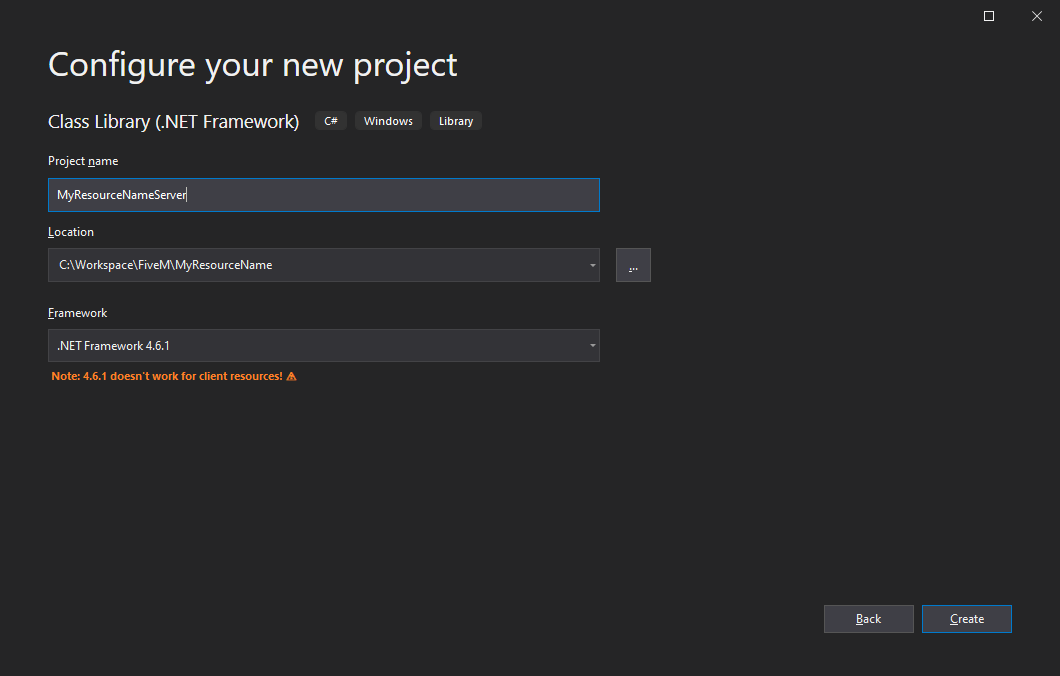 Configure your new project
Class Library (.NET Framework) C# Windows Library
Project name
MyResourceNameServer
Location
C:\Workspace\FiveM\MyResourceName
...
Framework
.NET Framework 4.6.1
Note: 4.6.1 doesn't work for client resources!
Back Create